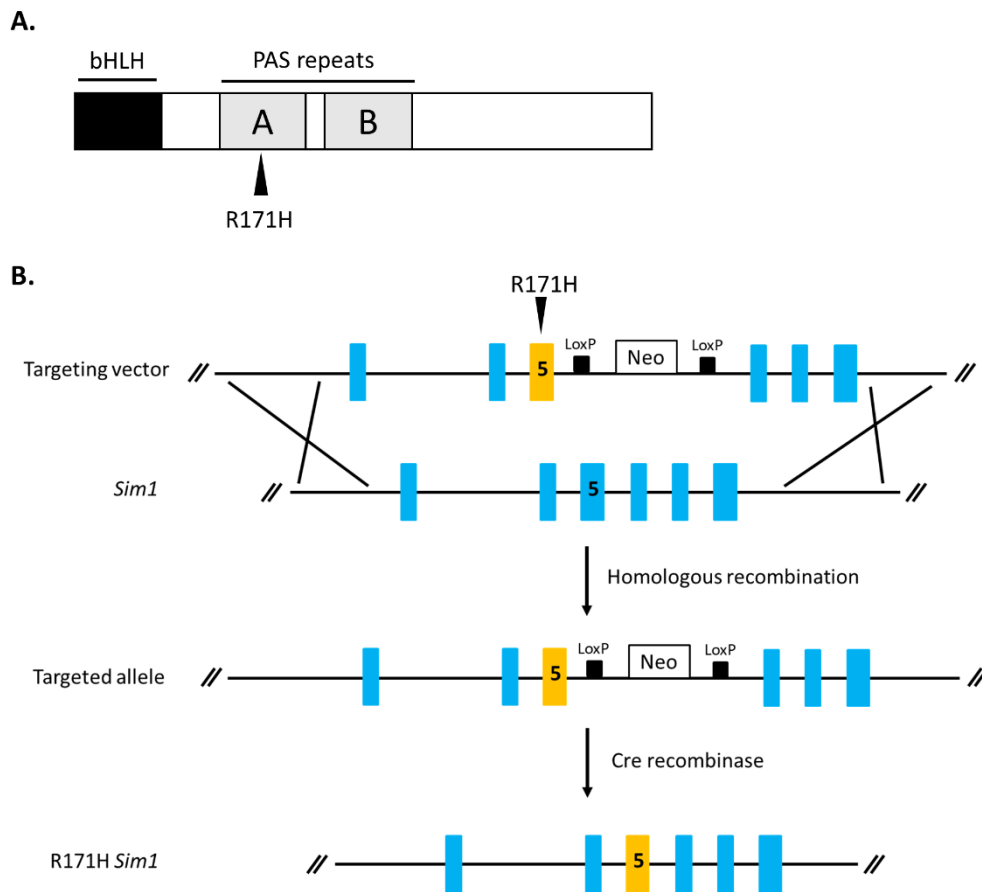 A.
bHLH PAS repeats
A B
R171H
B.
R171H
LoxP LoxP
Targeting vector 5 Neo
Sim1 5
Homologous recombination
LoxP LoxP
Targeted allele 5 Neo
Cre recombinase
R171H Sim1 5